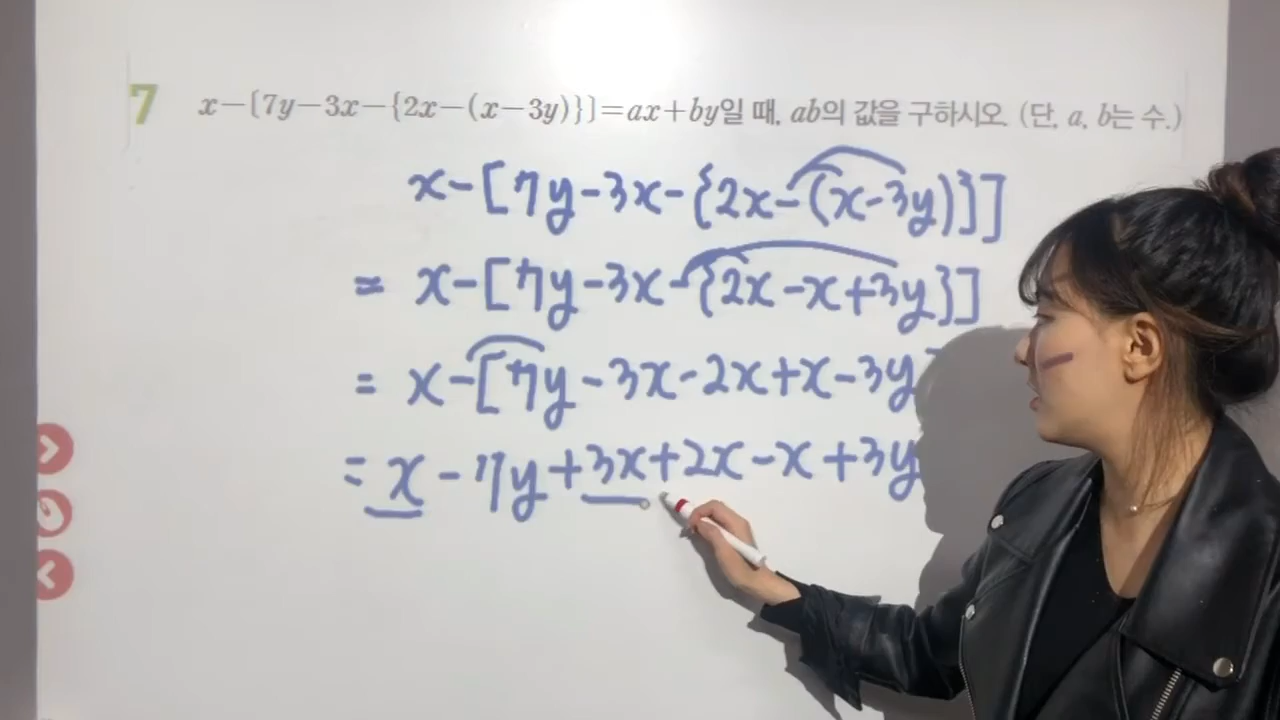 7 x-[7y-3x-{2x-(x-3y)}]=ax+by일 때, ab의 값을 구하시오. (단, a, b는 수.)
x-[7y-3x-{2x-(x-3y)}]
= x-[7y-3x-{2x-x+3y}]
= x-[7y-3x-2x+x-3y]
= x-7y+3x+2x-x+3y